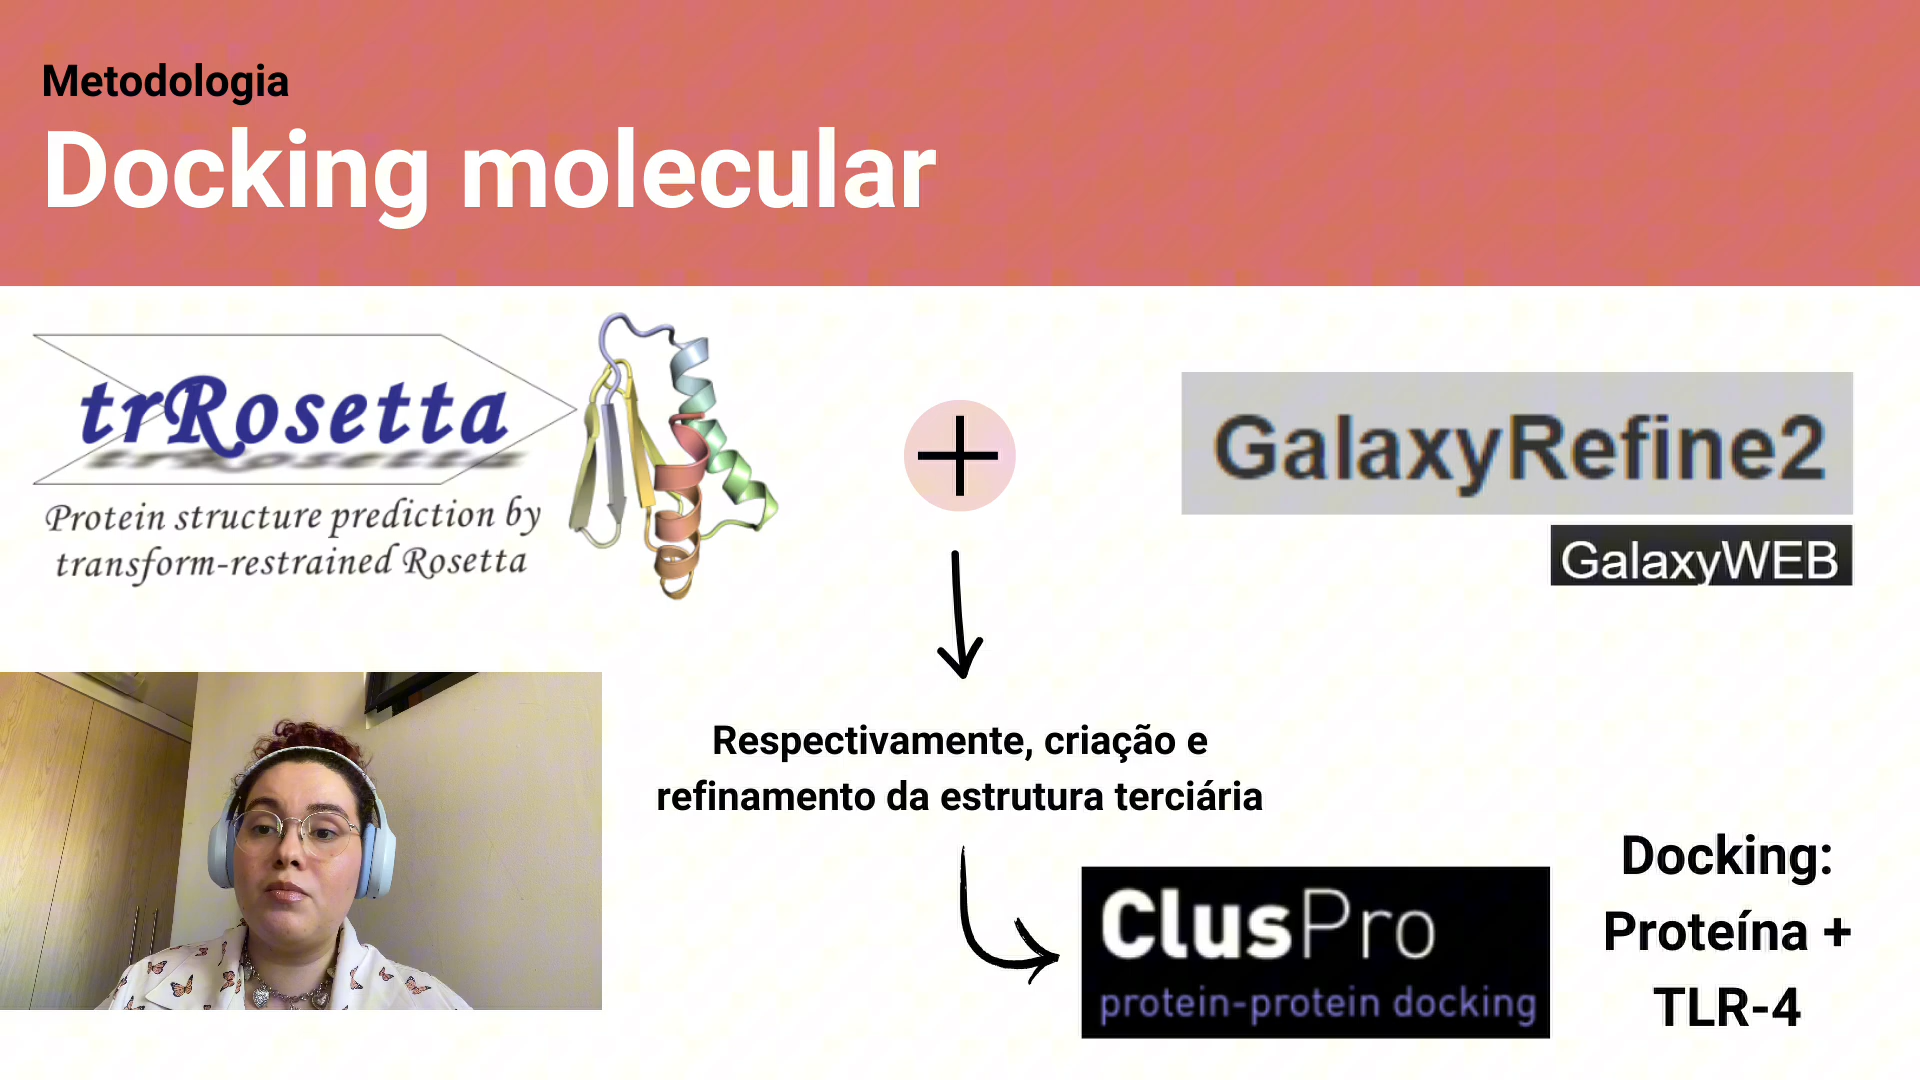 Metodologia
Docking molecular
trRosetta
Protein structure prediction by
transform-restrained Rosetta
GalaxyRefine2
GalaxyWEB
Respectivamente, criação e
refinamento da estrutura terciária
ClusPro
protein-protein docking
Docking:
Proteína +
TLR-4